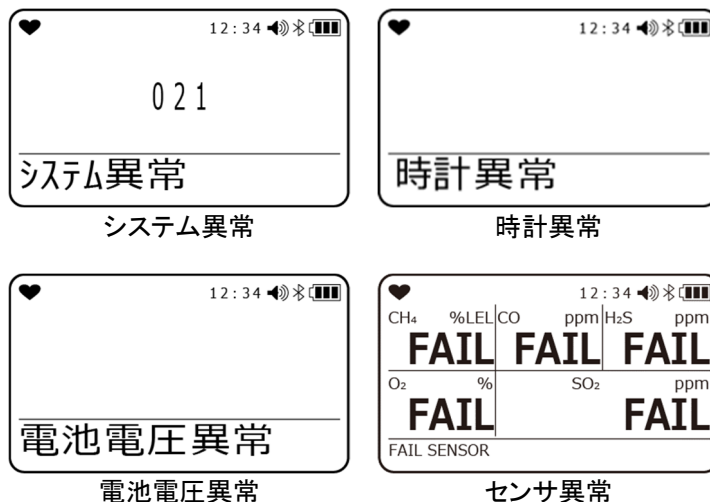 12:34
021
システム異常
システム異常
12:34
時計異常
時計異常
12:34
電池電圧異常
電池電圧異常
12:34
CH₄ %LEL CO ppm H₂S ppm
FAIL FAIL FAIL
O₂ % SO₂ ppm
FAIL FAIL
FAIL SENSOR
センサ異常